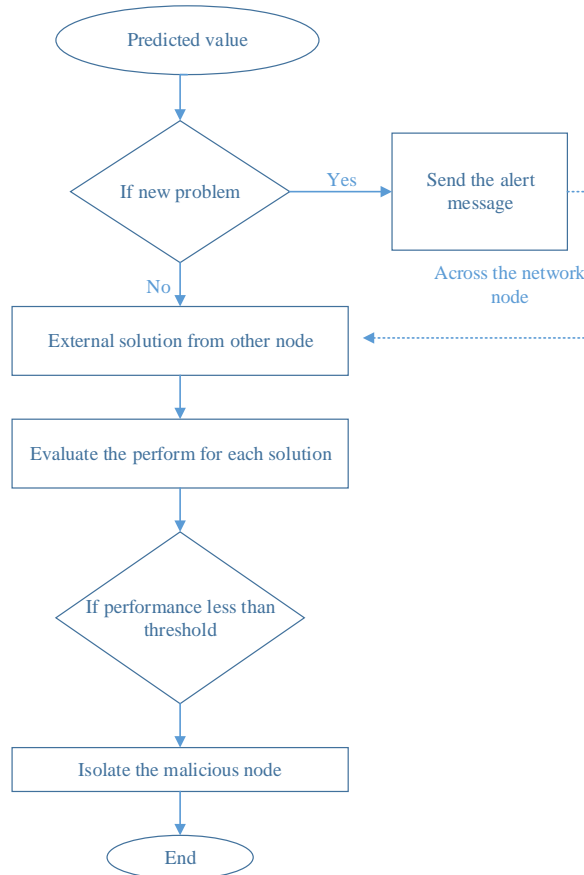 Predicted value
If new problem
Yes
Send the alert
message
Across the network
node
No
External solution from other node
Evaluate the perform for each solution
If performance less than
threshold
Isolate the malicious node
End